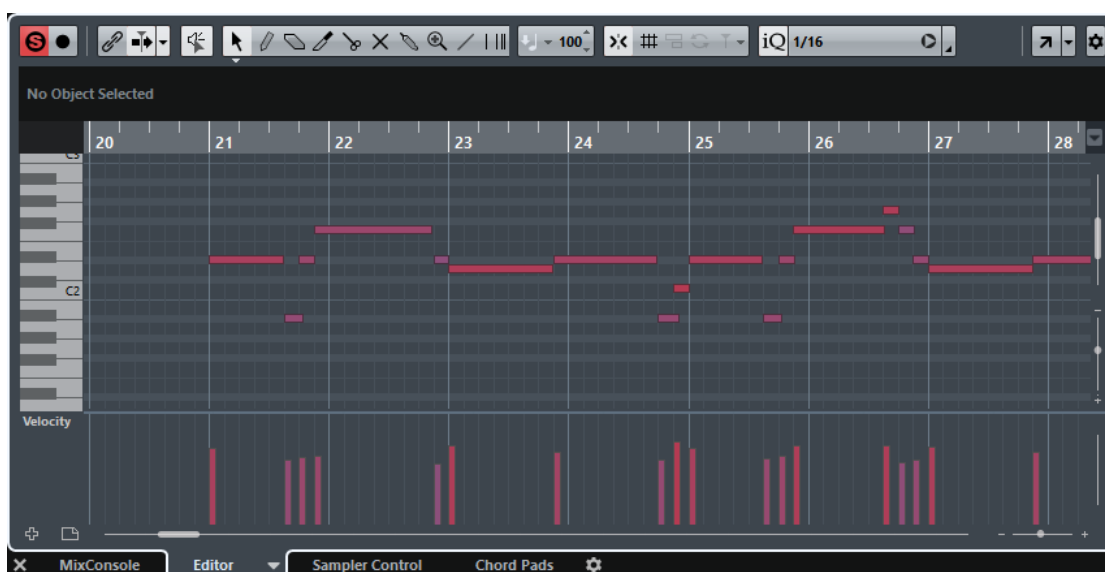 S 100 iQ 1/16
No Object Selected
20 21 22 23 24 25 26 27 28
C3
C2
Velocity
MixConsole Editor Sampler Control Chord Pads